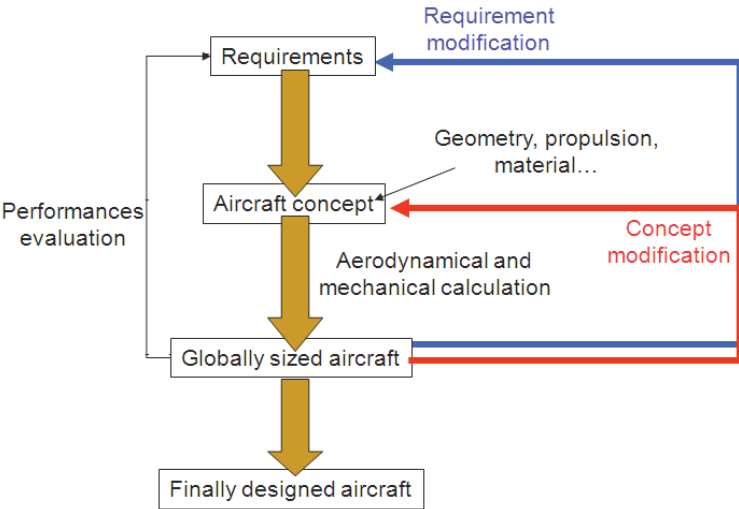 Requirement
modification
Requirements
Geometry, propulsion,
material…
Aircraft concept
Performances
evaluation
Concept
modification
Aerodynamical and
mechanical calculation
Globally sized aircraft
Finally designed aircraft